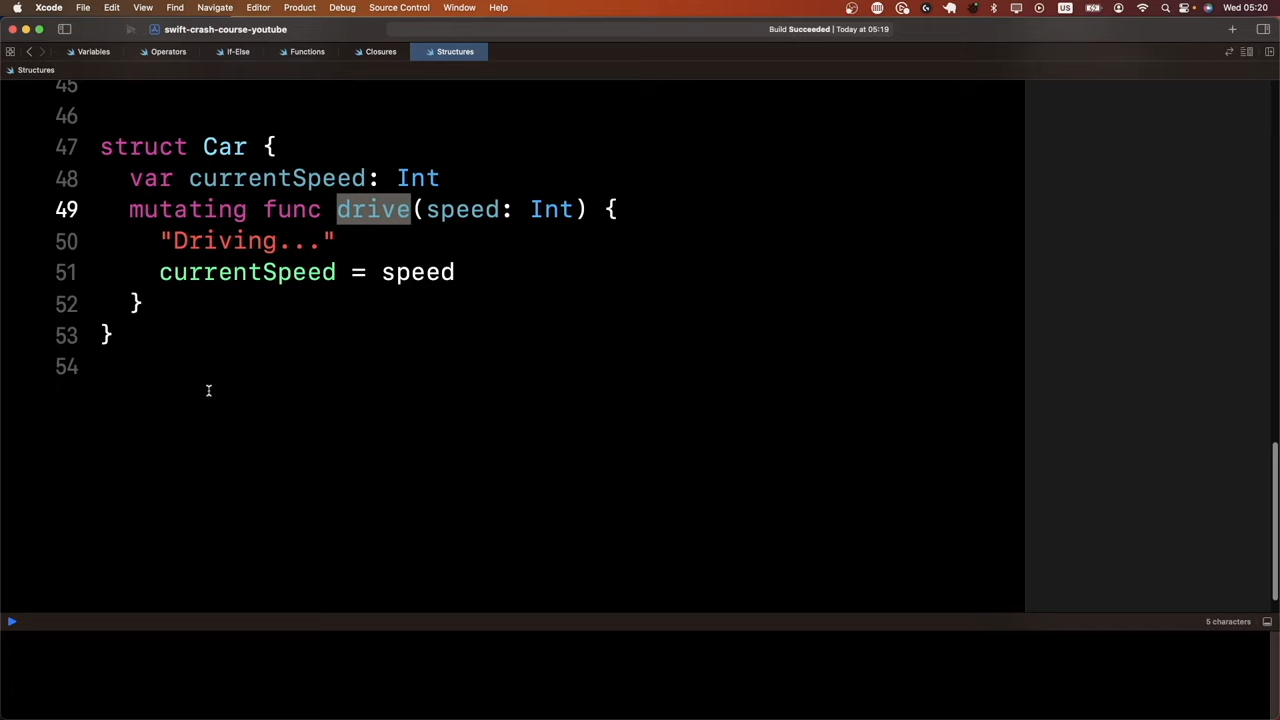 Xcode File Edit View Find Navigate Editor Product Debug Source Control Window Help US Wed 05:20
swift-crash-course-youtube Build Succeeded | Today at 05:19
Variables Operators If-Else Functions Closures Structures
Structures
45
46
47 struct Car {
48 var currentSpeed: Int
49 mutating func drive(speed: Int) {
50 "Driving..."
51 currentSpeed = speed
52 }
53 }
54
5 characters